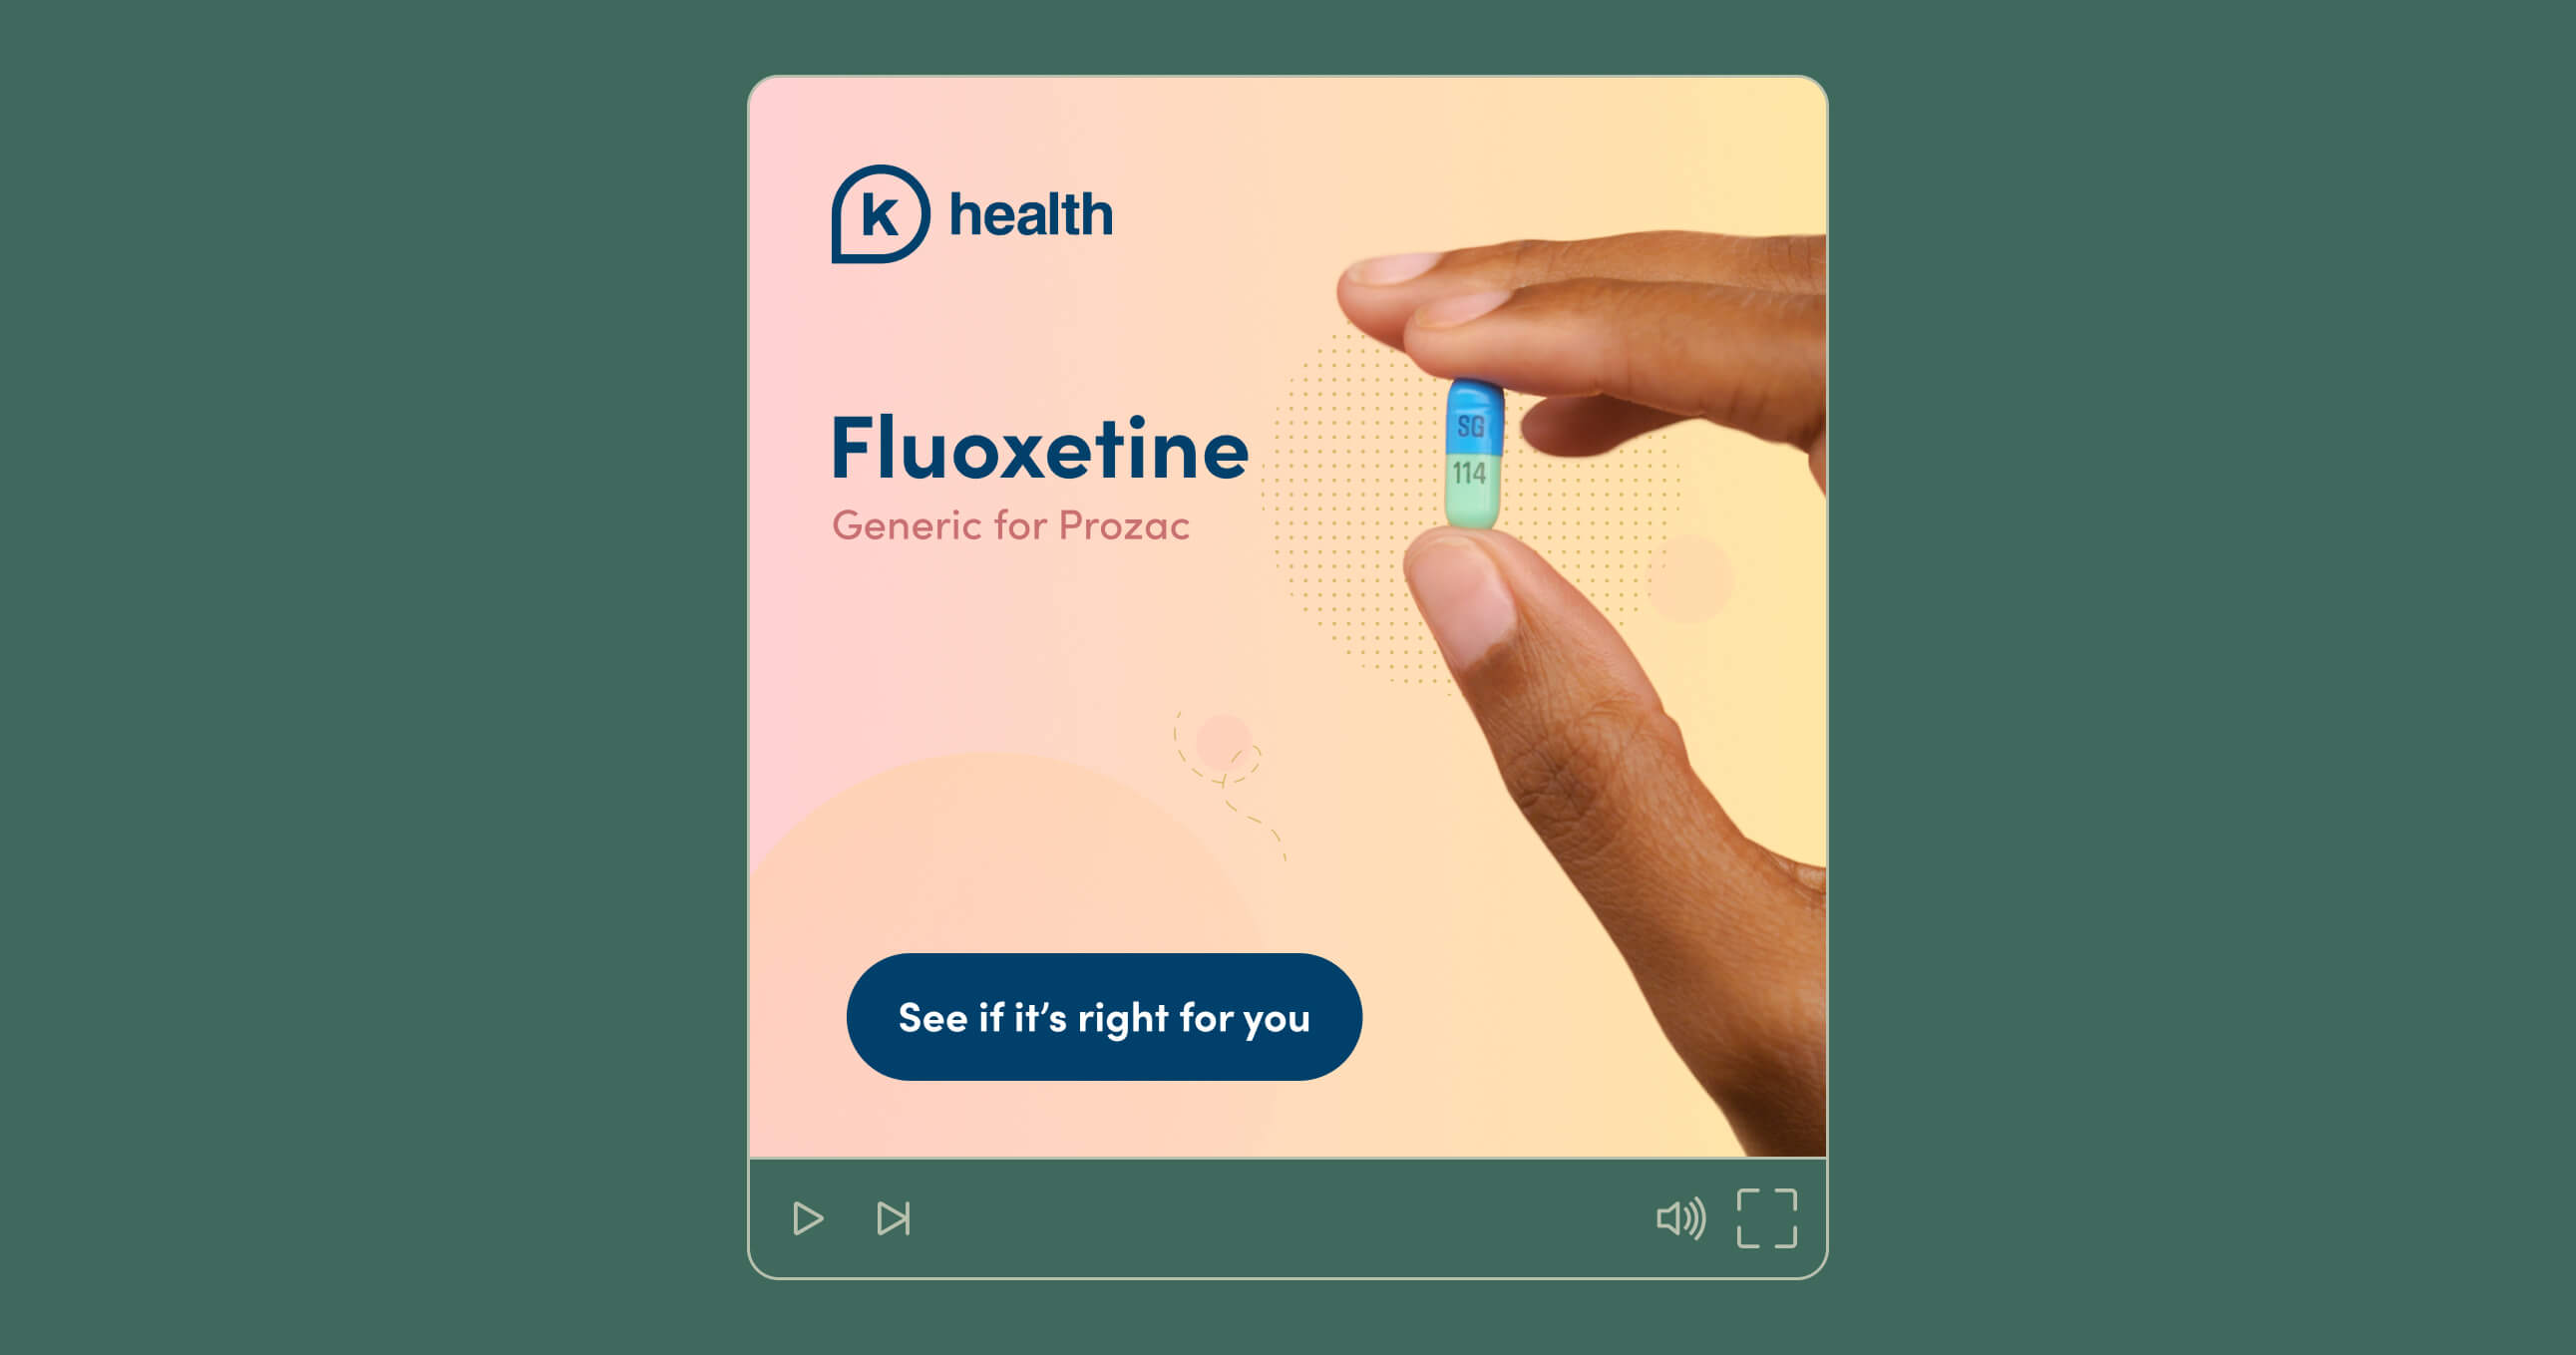 k health
Fluoxetine
Generic for Prozac
SG
114
See if it’s right for you